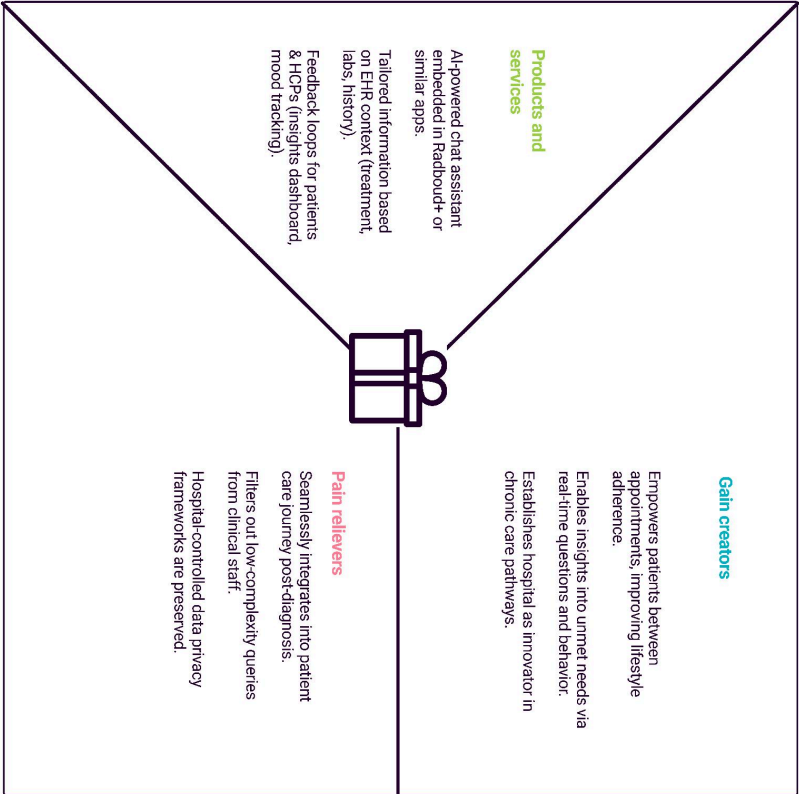 Products and
services
AI-powered chat assistant
embedded in Radboud+ or
similar apps.
Tailored information based
on EHR context (treatment,
labs, history).
Feedback loops for patients
& HCPs (insights dashboard,
mood tracking).
Gain creators
Empowers patients between
appointments, improving lifestyle
adherence.
Enables insights into unmet needs via
real-time questions and behavior.
Establishes hospital as innovator in
chronic care pathways.
Pain relievers
Seamlessly integrates into patient
care journey post-diagnosis.
Filters out low-complexity queries
from clinical staff.
Hospital-controlled data privacy
frameworks are preserved.